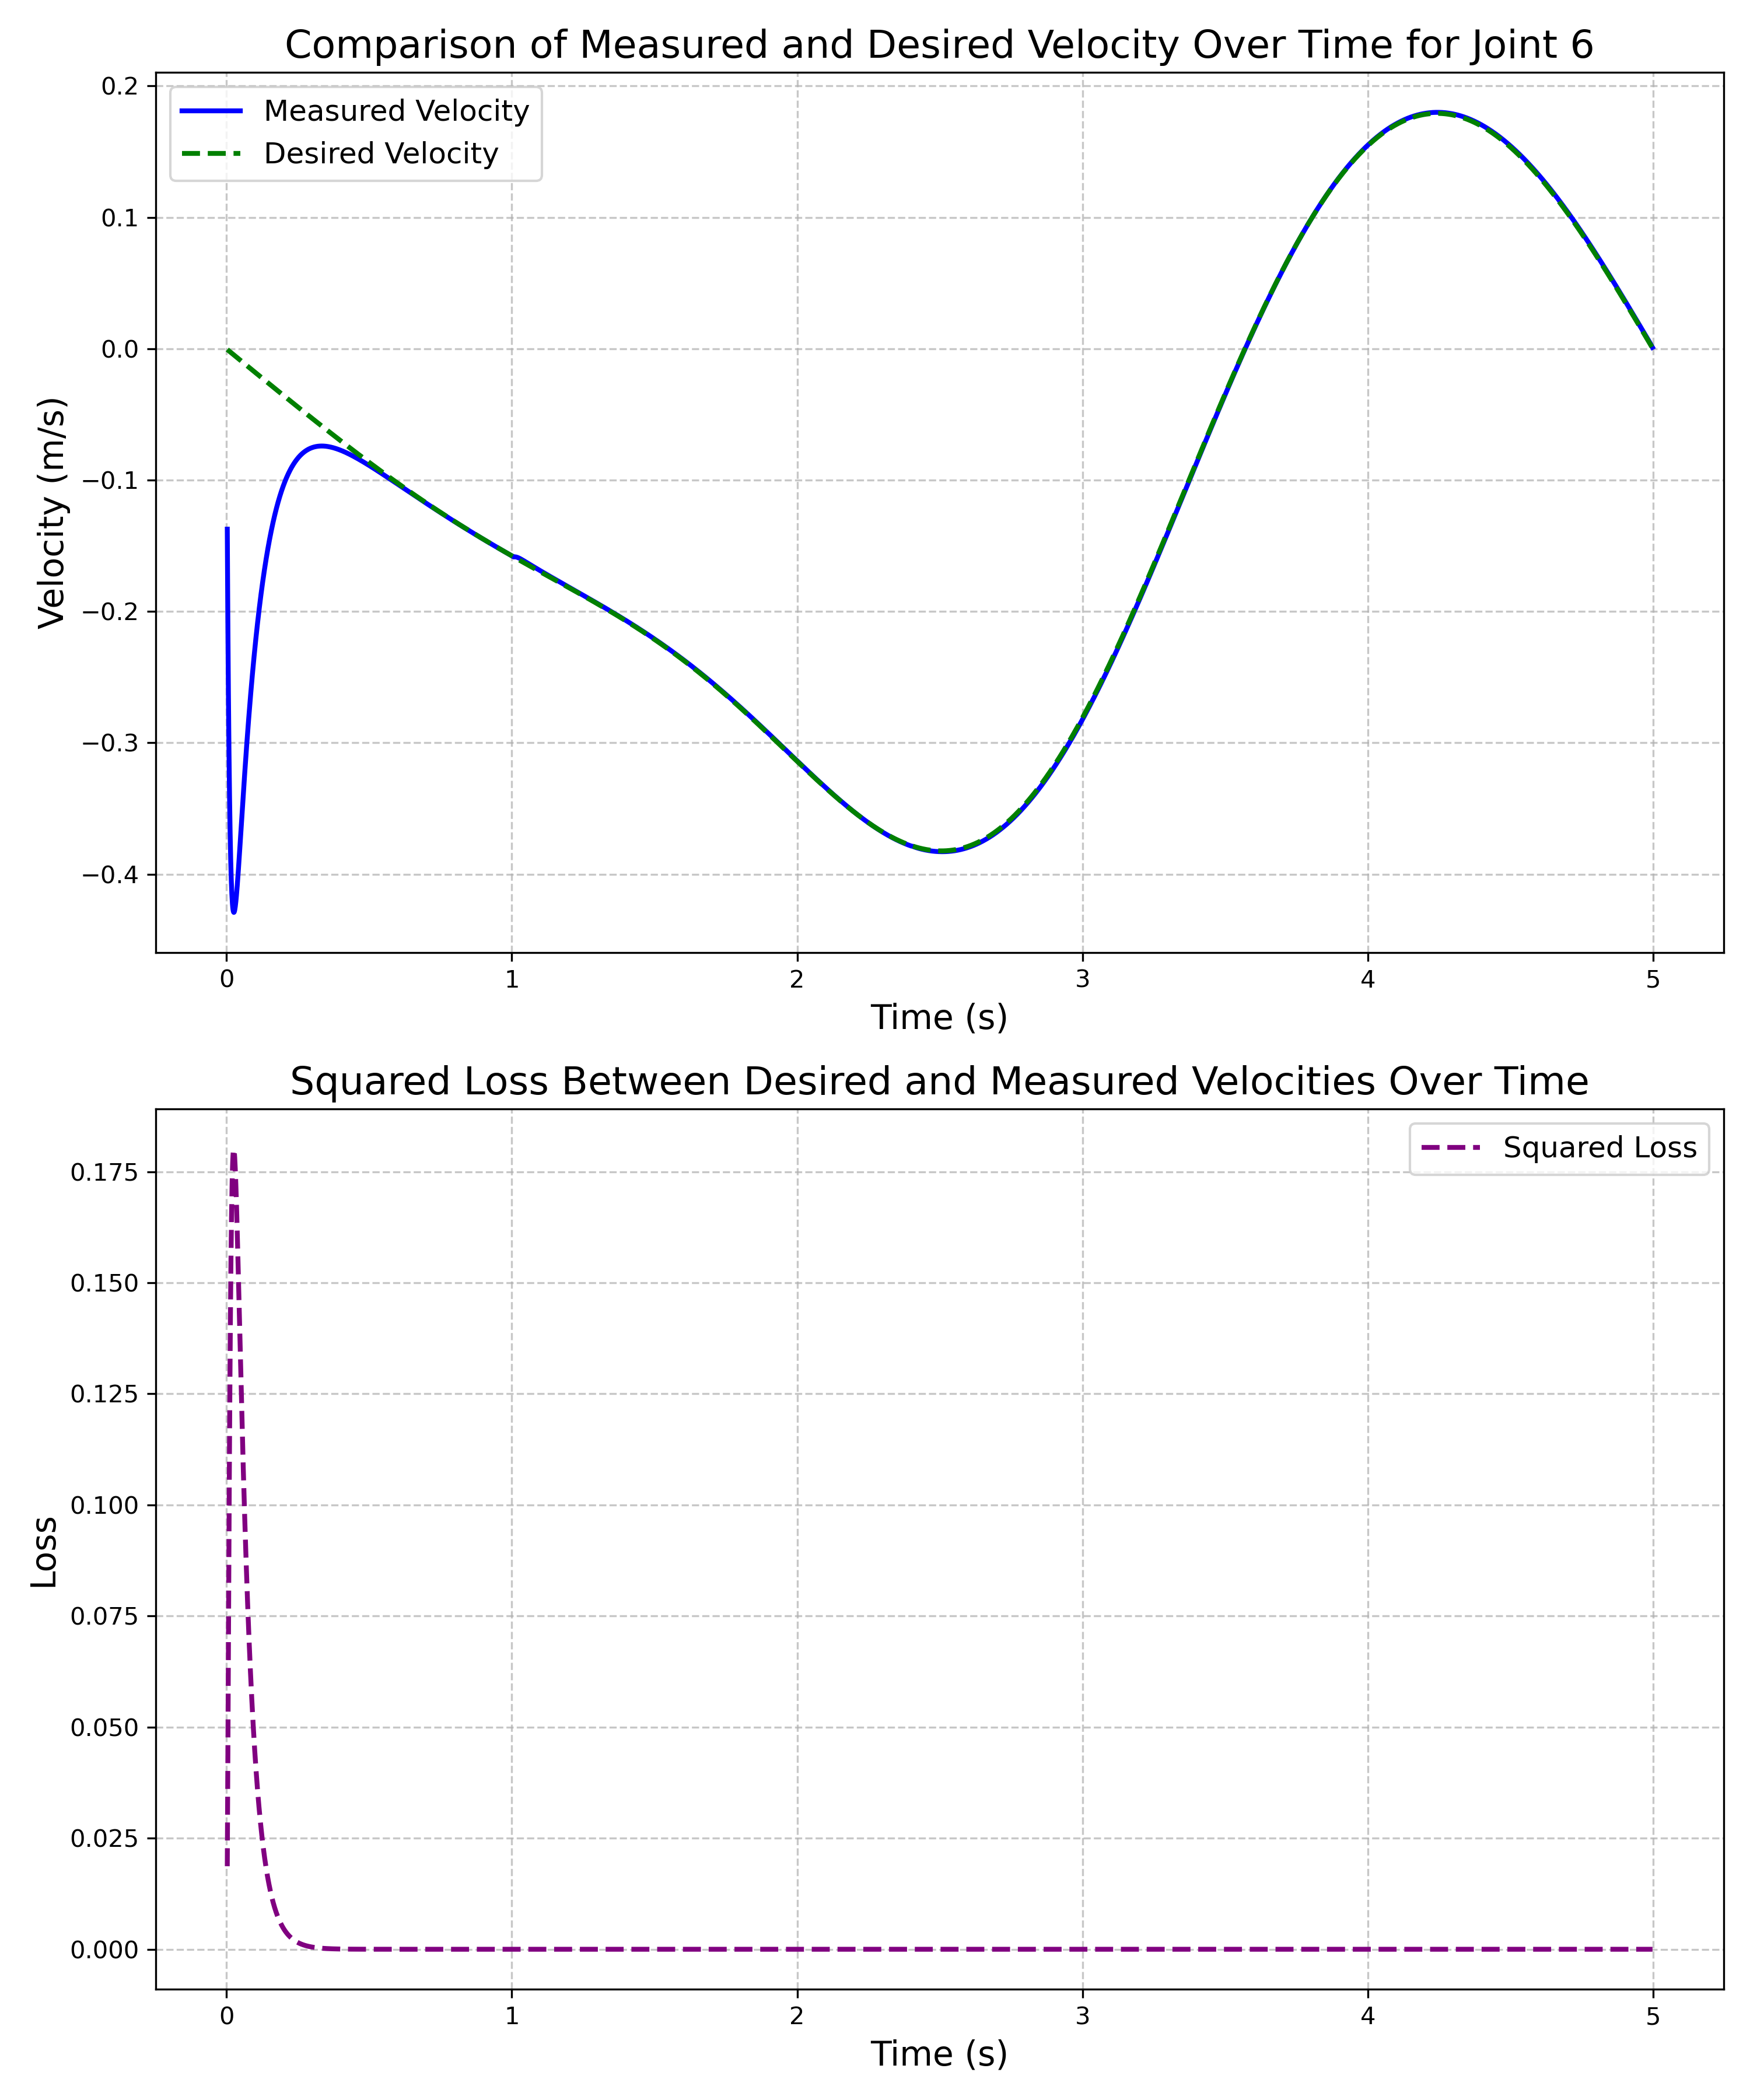 Comparison of Measured and Desired Velocity Over Time for Joint 6
Measured Velocity
Desired Velocity
0.2
0.1
0.0
−0.1
−0.2
−0.3
−0.4
Velocity (m/s)
0 1 2 3 4 5
Time (s)
Squared Loss Between Desired and Measured Velocities Over Time
Squared Loss
0.175
0.150
0.125
0.100
0.075
0.050
0.025
0.000
Loss
0 1 2 3 4 5
Time (s)